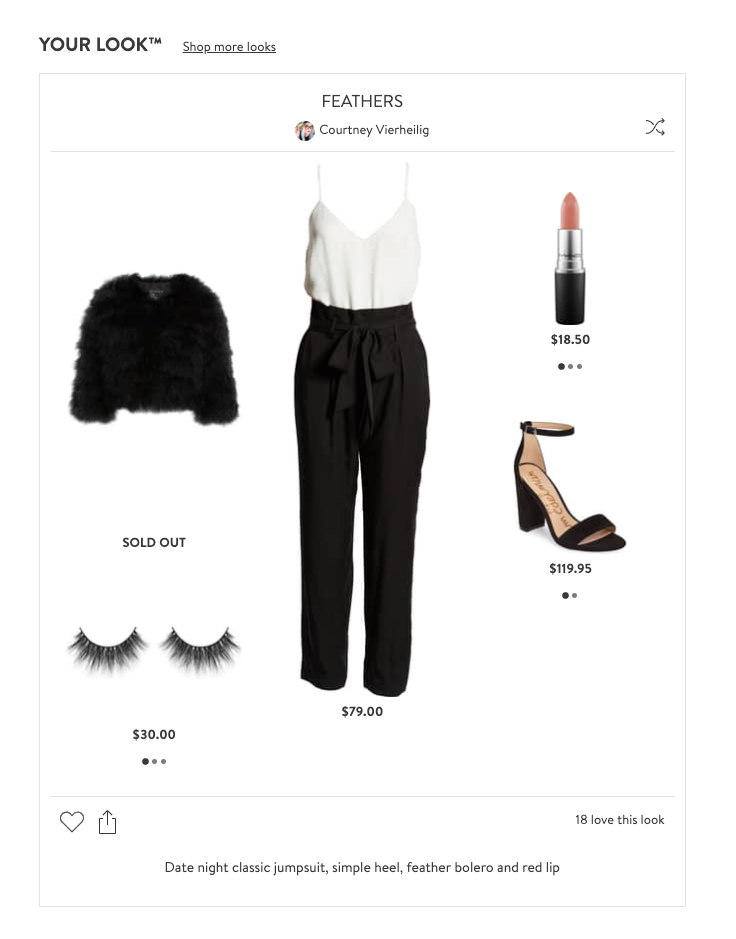 YOUR LOOK™ Shop more looks
FEATHERS
Courtney Vierheilig
$18.50
$119.95
SOLD OUT
$79.00
$30.00
18 love this look
Date night classic jumpsuit, simple heel, feather bolero and red lip